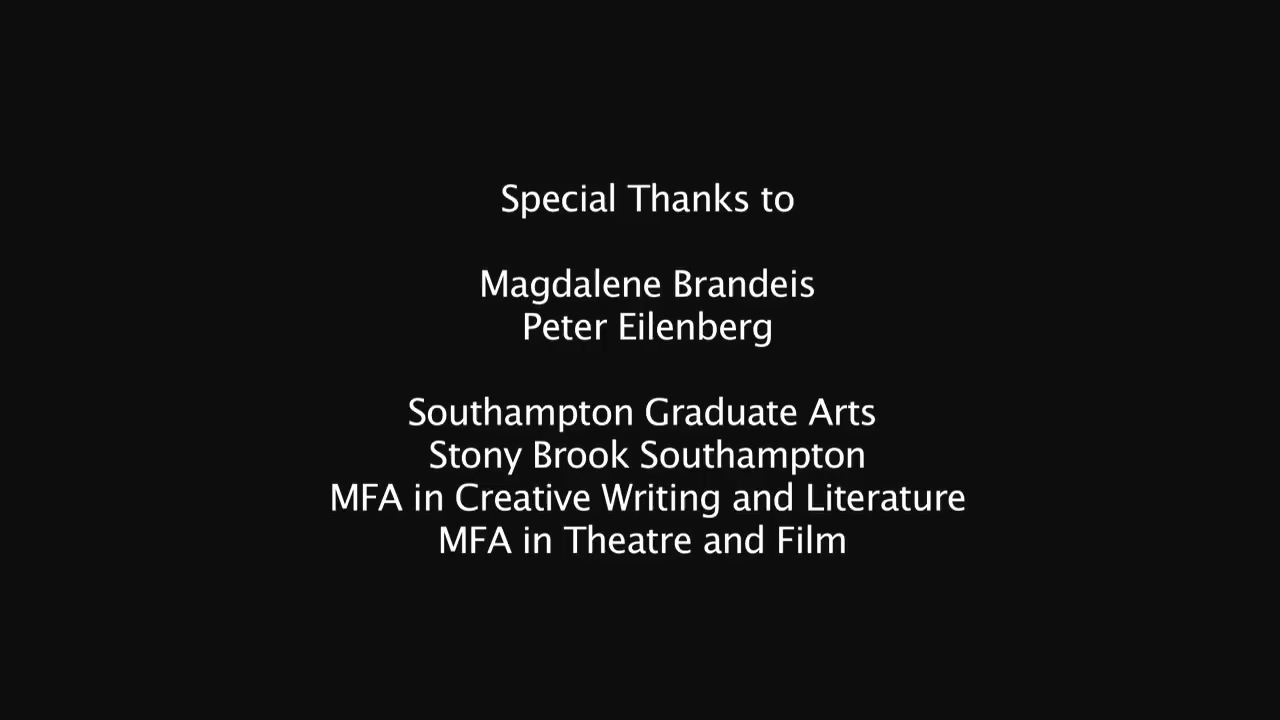 Special Thanks to
Magdalene Brandeis
Peter Eilenberg
Southampton Graduate Arts
Stony Brook Southampton
MFA in Creative Writing and Literature
MFA in Theatre and Film